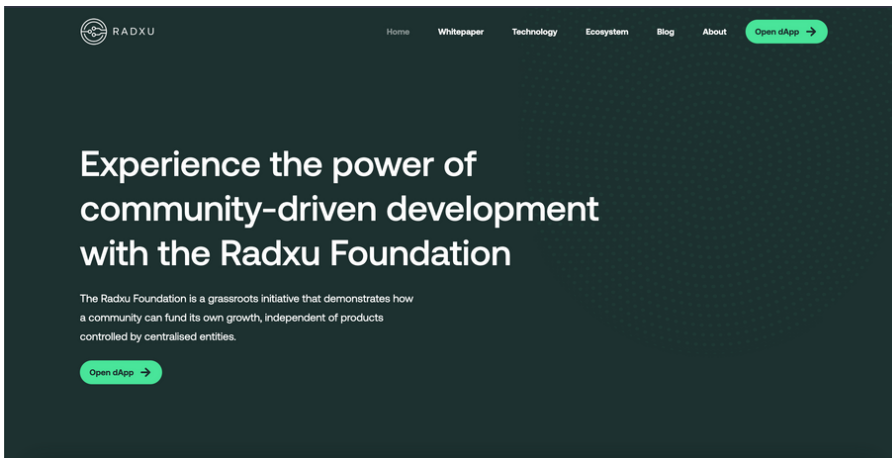 RADXU
Home
Whitepaper
Technology
Ecosystem
Blog
About
Open dApp
Experience the power of
community-driven development
with the Radxu Foundation
The Radxu Foundation is a grassroots initiative that demonstrates how
a community can fund its own growth, independent of products
controlled by centralised entities.
Open dApp